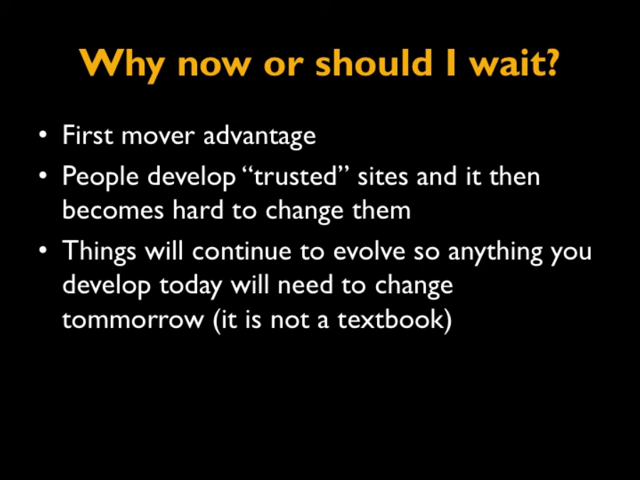 Why now or should I wait?
• First mover advantage
• People develop “trusted” sites and it then
becomes hard to change them
• Things will continue to evolve so anything you
develop today will need to change
tommorrow (it is not a textbook)